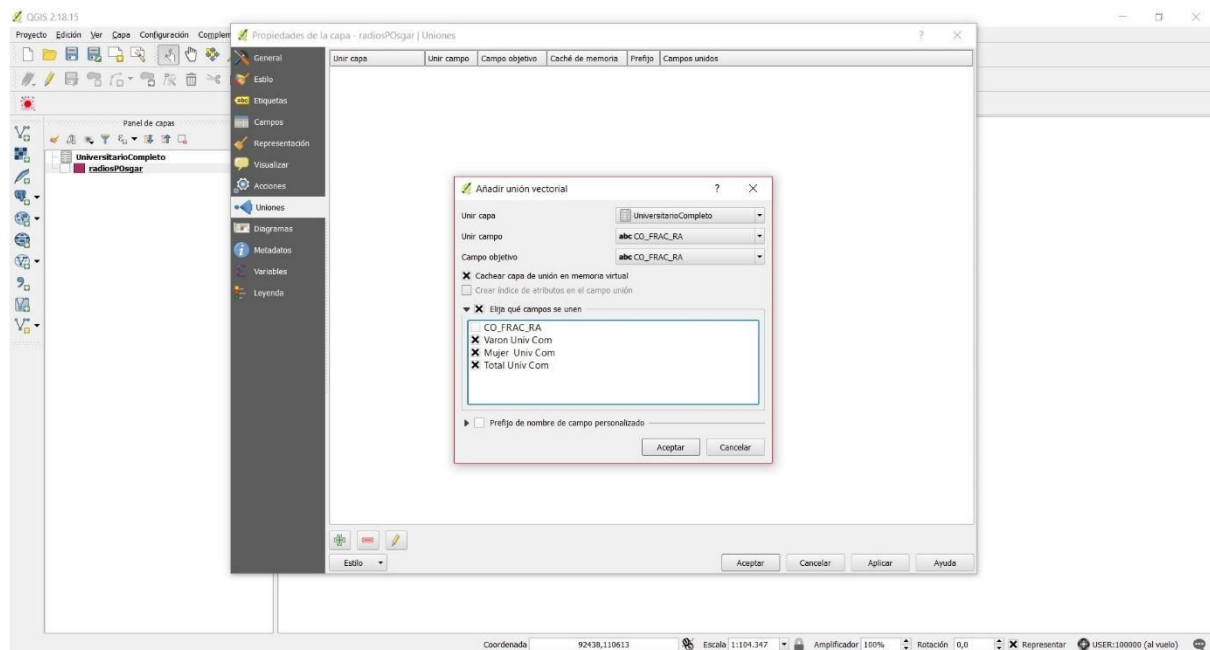 QGIS 2.18.15
Proyecto Edición Ver Capa Configuración Complem
Panel de capas
UniversitarioCompleto
radiosPOsgar
Propiedades de la capa - radiosPOsgar | Uniones
? ×
General
Estilo
abc Etiquetas
Campos
Representación
Visualizar
Acciones
Uniones
Diagramas
Metadatos
Variables
Leyenda
Unir capa Unir campo Campo objetivo Caché de memoria Prefijo Campos unidos
Añadir unión vectorial ? ×
Unir capa UniversitarioCompleto
Unir campo abc CO_FRAC_RA
Campo objetivo abc CO_FRAC_RA
Cachear capa de unión en memoria virtual
Crear índice de atributos en el campo unión
Elija qué campos se unen
CO_FRAC_RA
Varon Univ Com
Mujer Univ Com
Total Univ Com
Prefijo de nombre de campo personalizado
Aceptar Cancelar
Estilo Aceptar Cancelar Aplicar Ayuda
Coordenada 92438,110613 Escala 1:104.347 Amplificador 100% Rotación 0,0 Representar USER:100000 (al vuelo)